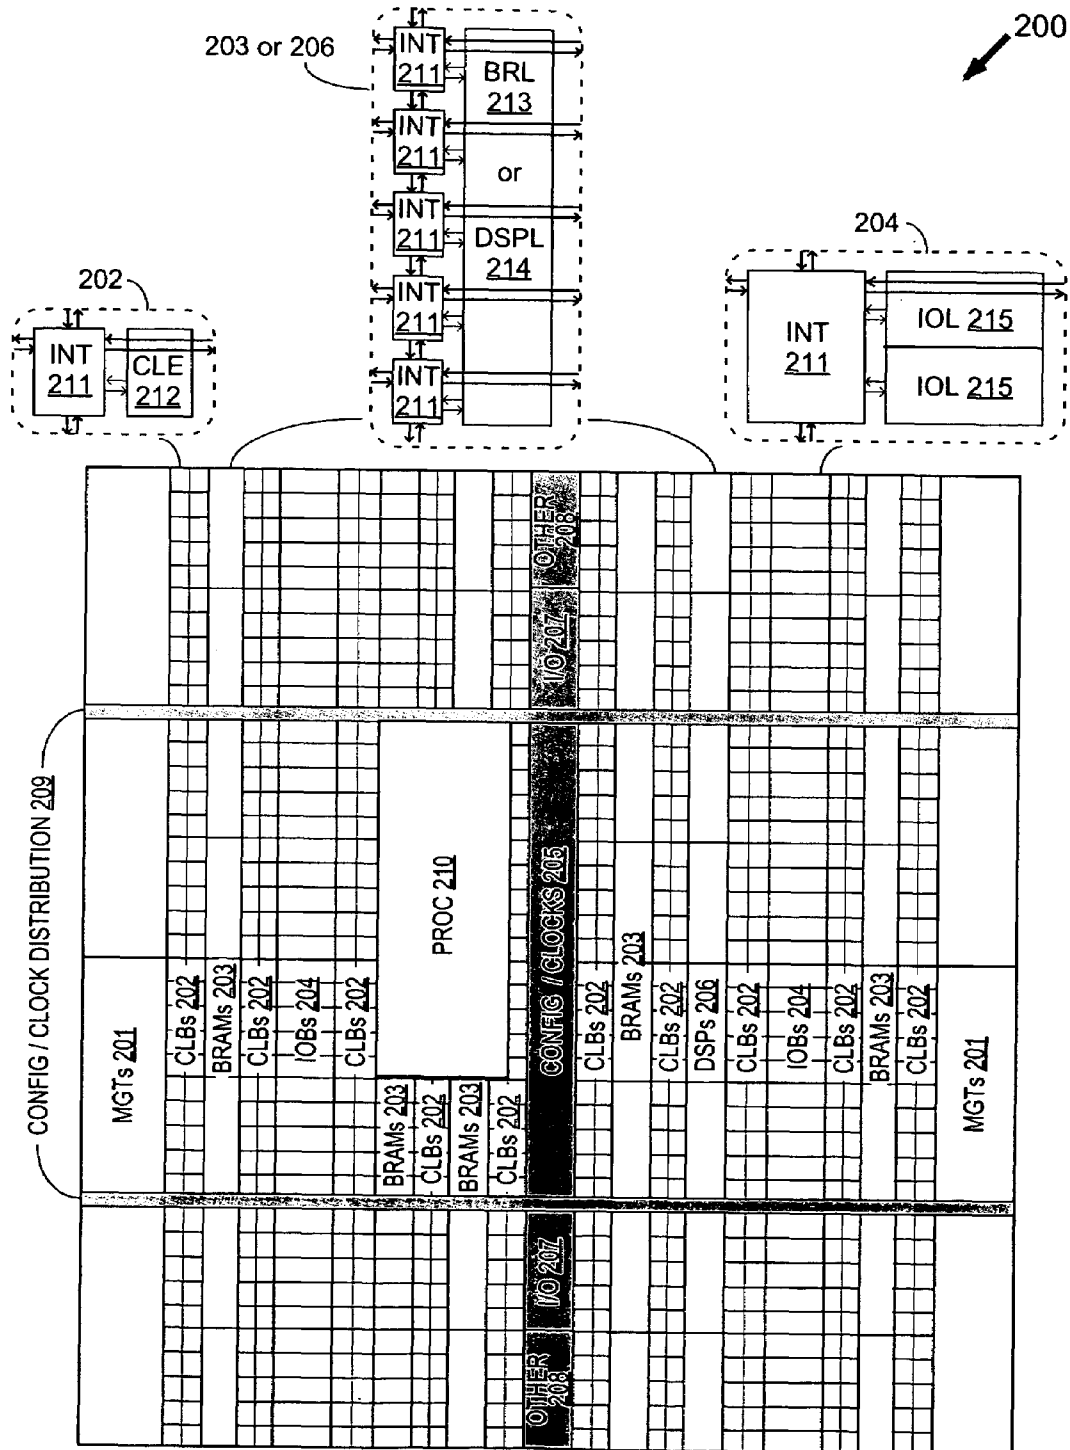 200
203 or 206
INT
211
INT
211
INT
211
INT
211
INT
211
BRL
213
or
DSPL
214
204
INT
211
IOL 215
IOL 215
202
INT
211
CLE
212
CONFIG / CLOCK DISTRIBUTION 209
OTHER
208
I/O 207
PROC 210
CONFIG / CLOCKS 205
MGTs 201
CLBs 202
BRAMs 203
CLBs 202
IOBs 204
CLBs 202
BRAMs 203
CLBs 202
BRAMs 203
CLBs 202
CLBs 202
BRAMs 203
CLBs 202
DSPs 206
CLBs 202
IOBs 204
CLBs 202
BRAMs 203
CLBs 202
MGTs 201
I/O 207
OTHER
208